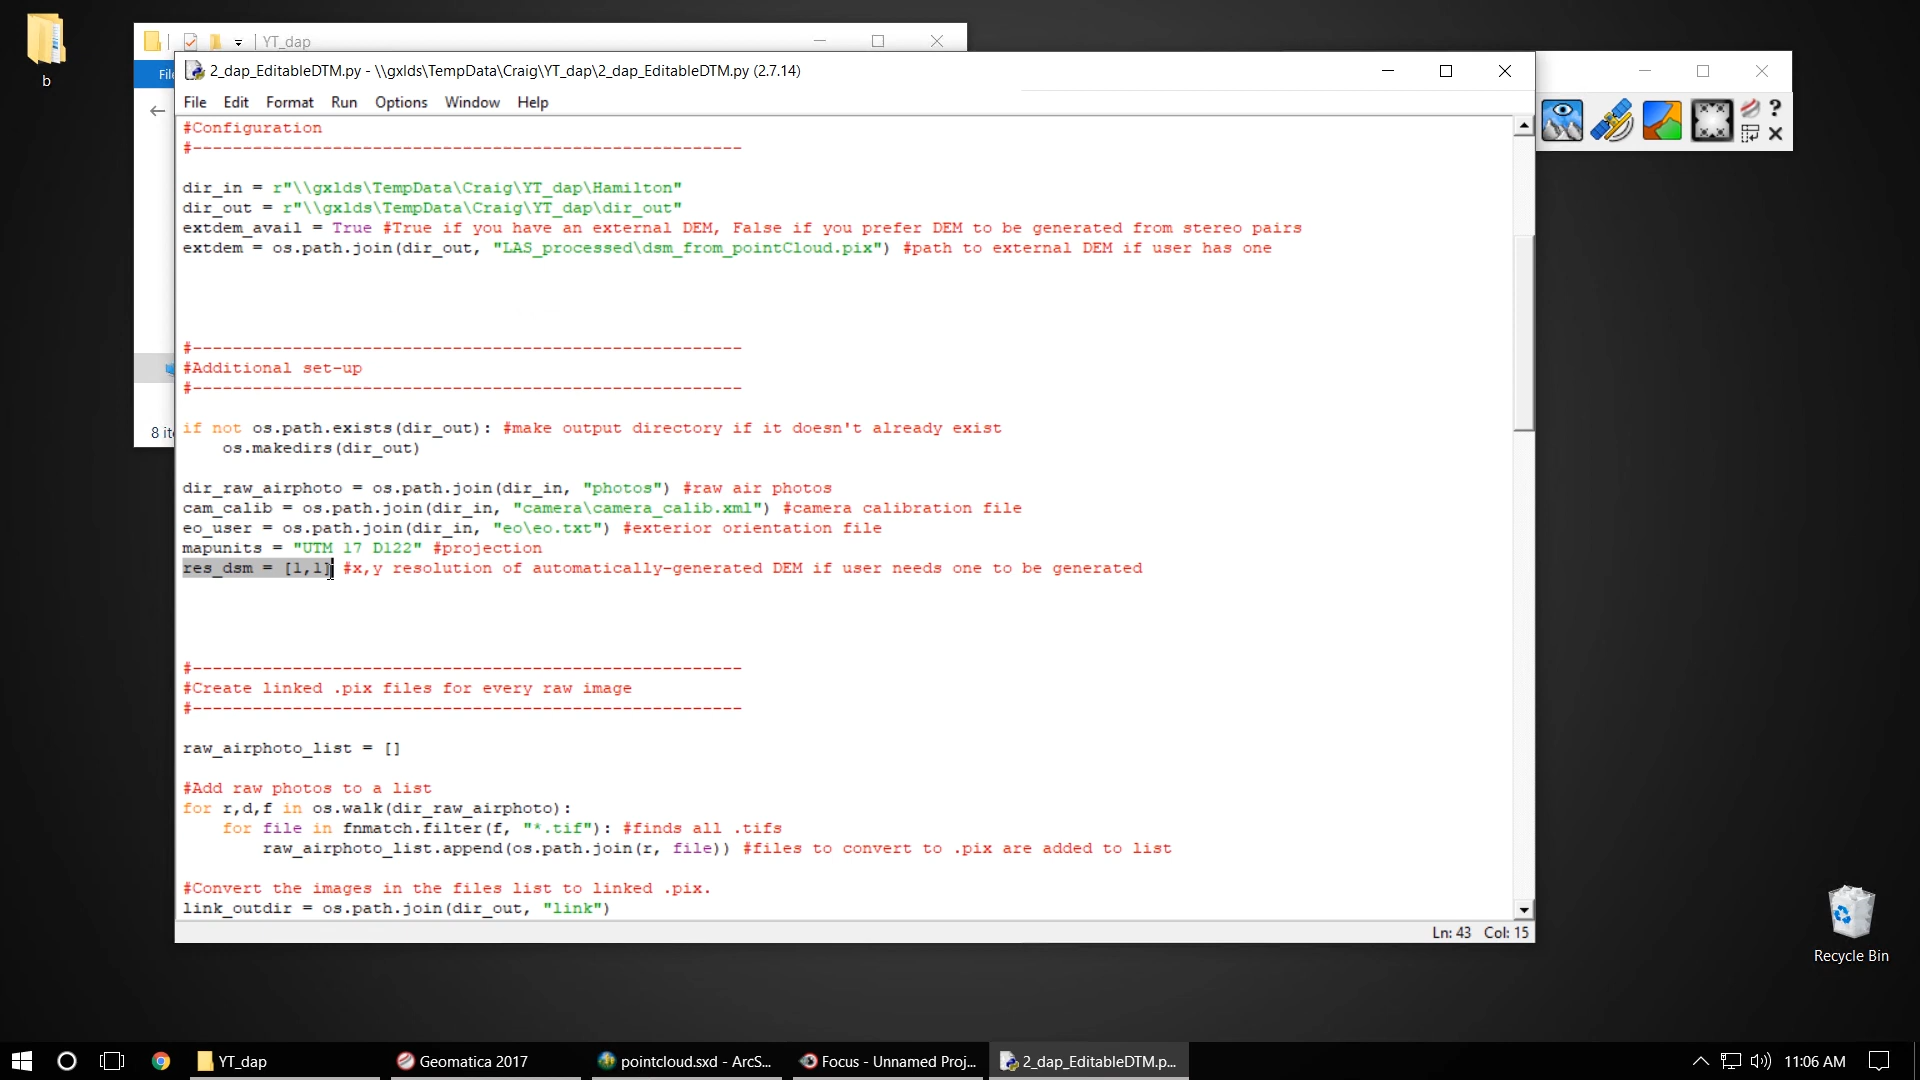 b
YT_dap
File
8 it
2_dap_EditableDTM.py - \\gxlds\TempData\Craig\YT_dap\2_dap_EditableDTM.py (2.7.14)
File Edit Format Run Options Window Help
#Configuration
#-------------------------------------------------------
dir_in = r"\\gxlds\TempData\Craig\YT_dap\Hamilton"
dir_out = r"\\gxlds\TempData\Craig\YT_dap\dir_out"
extdem_avail = True #True if you have an external DEM, False if you prefer DEM to be generated from stereo pairs
extdem = os.path.join(dir_out, "LAS_processed\dsm_from_pointCloud.pix") #path to external DEM if user has one
#-------------------------------------------------------
#Additional set-up
#-------------------------------------------------------
if not os.path.exists(dir_out): #make output directory if it doesn't already exist
    os.makedirs(dir_out)
dir_raw_airphoto = os.path.join(dir_in, "photos") #raw air photos
cam_calib = os.path.join(dir_in, "camera\camera_calib.xml") #camera calibration file
eo_user = os.path.join(dir_in, "eo\eo.txt") #exterior orientation file
mapunits = "UTM 17 D122" #projection
res_dsm = [1,1] #x,y resolution of automatically-generated DEM if user needs one to be generated
#-------------------------------------------------------
#Create linked .pix files for every raw image
#-------------------------------------------------------
raw_airphoto_list = []
#Add raw photos to a list
for r,d,f in os.walk(dir_raw_airphoto):
    for file in fnmatch.filter(f, "*.tif"): #finds all .tifs
        raw_airphoto_list.append(os.path.join(r, file)) #files to convert to .pix are added to list
#Convert the images in the files list to linked .pix.
link_outdir = os.path.join(dir_out, "link")
Ln: 43 Col: 15
Recycle Bin
YT_dap
Geomatica 2017
pointcloud.sxd - ArcS...
Focus - Unnamed Proj...
2_dap_EditableDTM.p...
11:06 AM